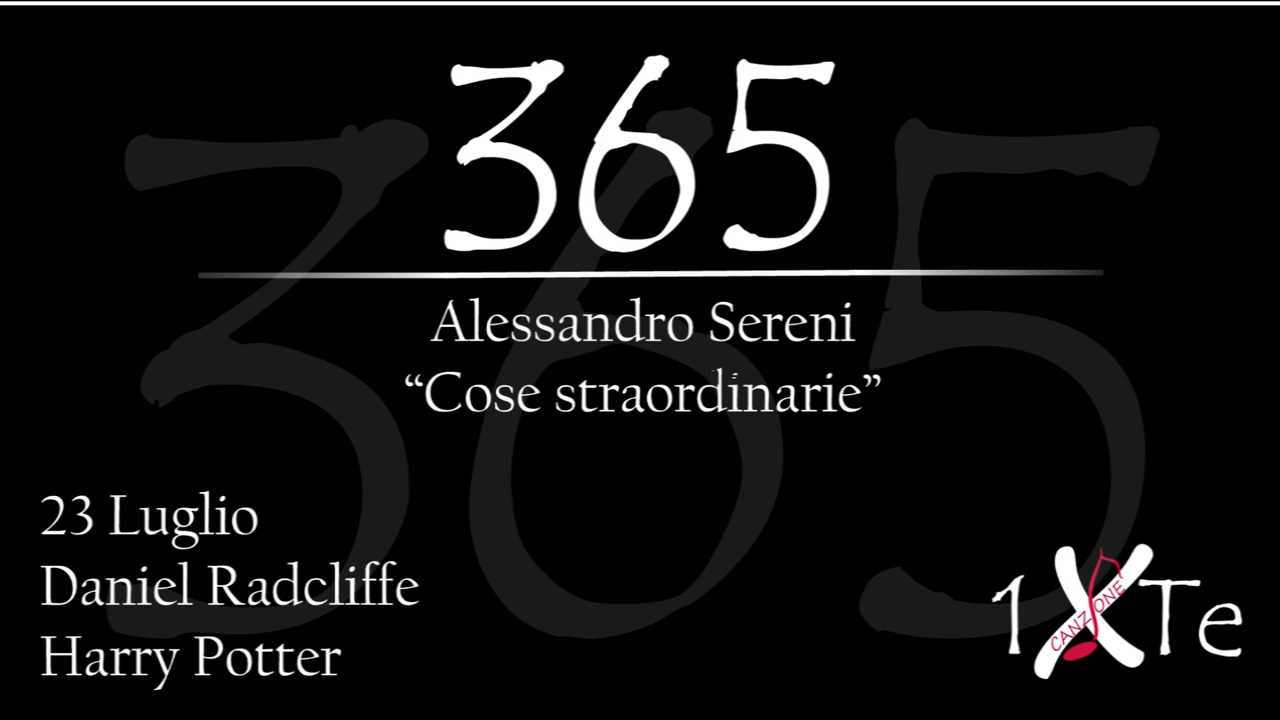 365
Alessandro Sereni
“Cose straordinarie”
23 Luglio
Daniel Radcliffe
Harry Potter
1XTe
CANZONE